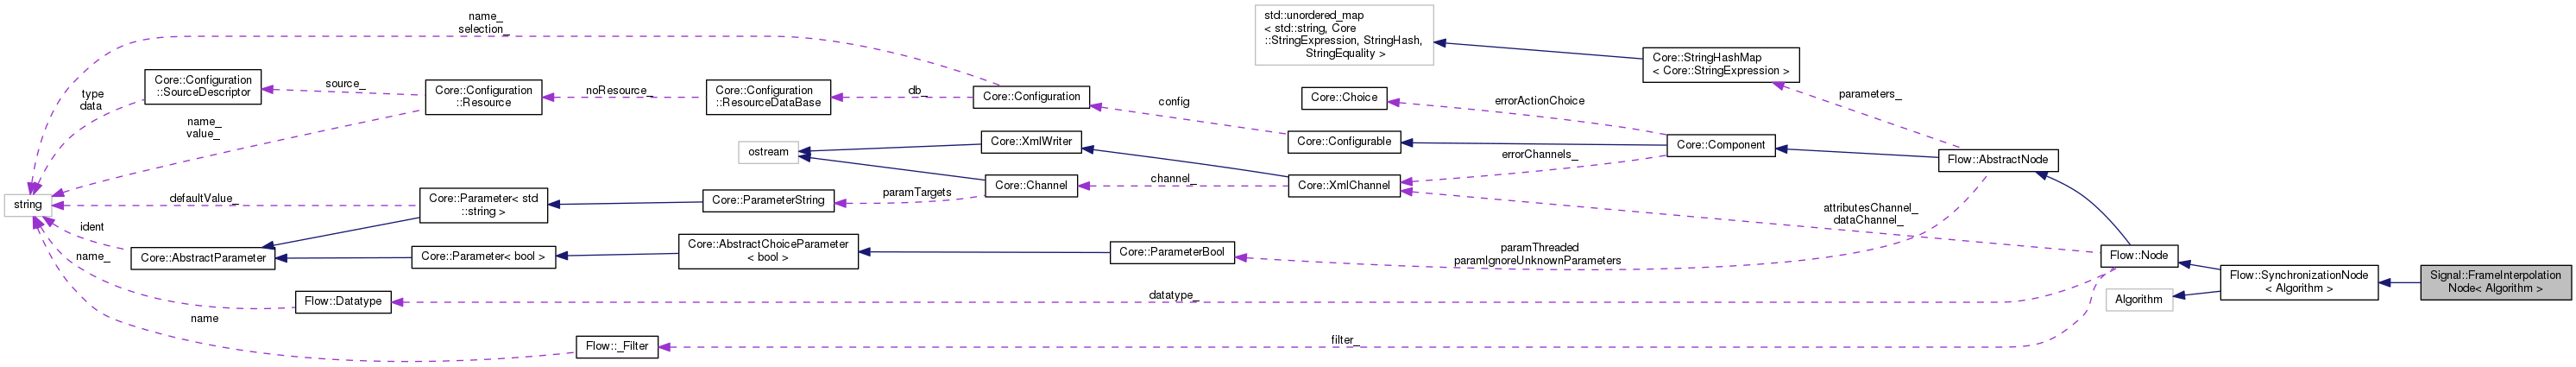 name_
selection_
std::unordered_map
< std::string, Core
::StringExpression, StringHash,
StringEquality >
Core::StringHashMap
< Core::StringExpression >
Core::Configuration
::SourceDescriptor
source_
Core::Configuration
::Resource
noResource_
Core::Configuration
::ResourceDataBase
db_
Core::Configuration
config
Core::Choice
errorActionChoice
parameters_
type
data
name_
value_
ostream
Core::XmlWriter
Core::Configurable
Core::Component
errorChannels_
Flow::AbstractNode
string
defaultValue_
Core::Parameter< std
::string >
Core::ParameterString
paramTargets
Core::Channel
channel_
Core::XmlChannel
attributesChannel_
dataChannel_
ident
Core::AbstractParameter
Core::Parameter< bool >
Core::AbstractChoiceParameter
< bool >
Core::ParameterBool
paramThreaded
paramIgnoreUnknownParameters
Flow::Node
name_
Flow::Datatype
datatype_
Algorithm
Flow::SynchronizationNode
< Algorithm >
Signal::FrameInterpolation
Node< Algorithm >
name
Flow::_Filter
filter_